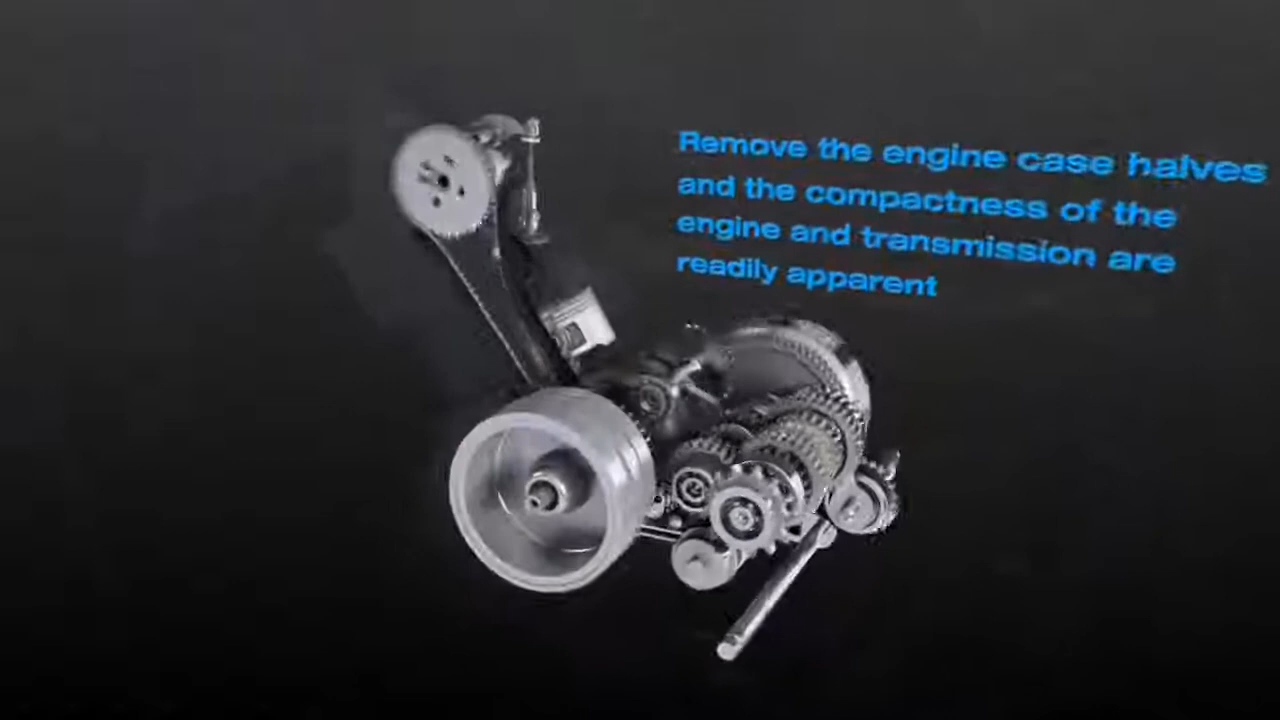 Remove the engine case halves
and the compactness of the
engine and transmission are
readily apparent